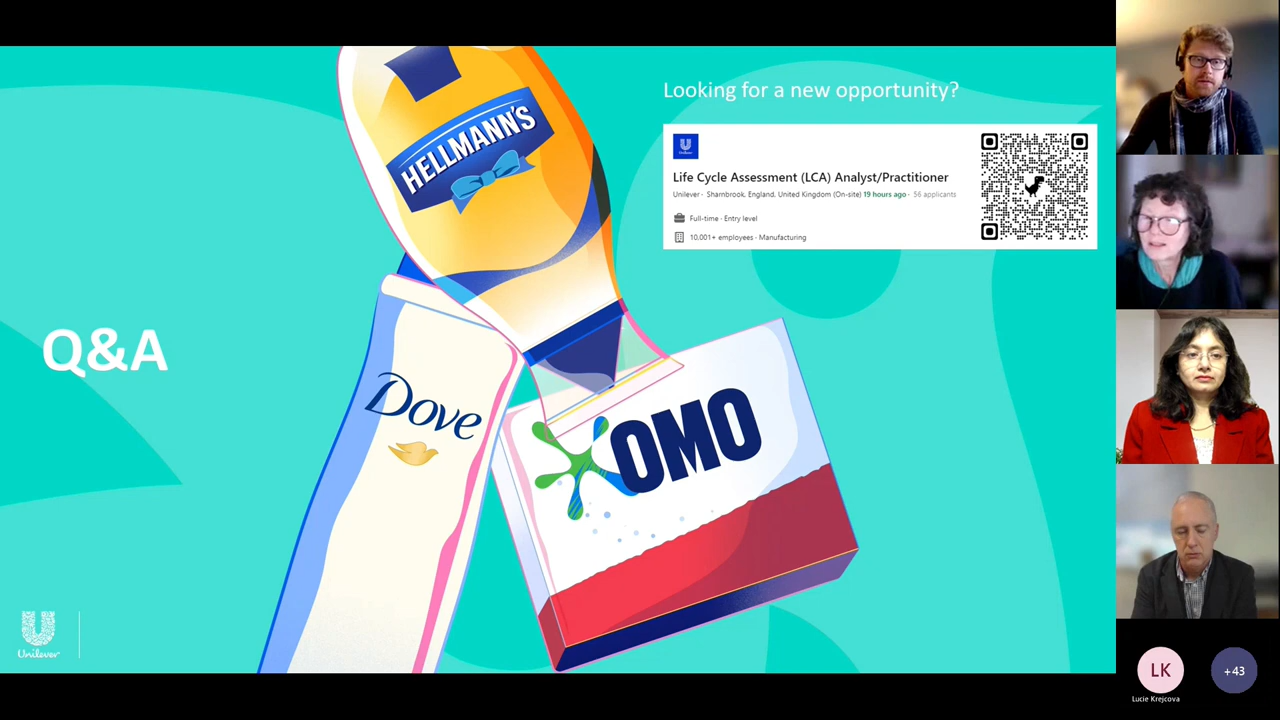 Looking for a new opportunity?
Life Cycle Assessment (LCA) Analyst/Practitioner
Unilever · Sharnbrook, England, United Kingdom (On-site) 19 hours ago · 56 applicants
Full-time · Entry level
10,001+ employees · Manufacturing
HELLMANN'S
Q&A
Dove
OMO
Unilever
LK
+43
Lucie Krejcova